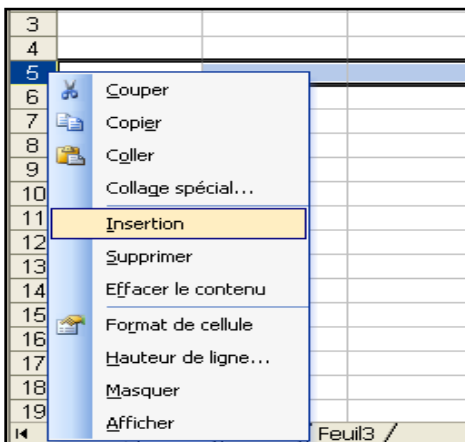 3
4
5
6
Couper
7
Copier
8
Coller
9
10
Collage spécial...
11
Insertion
12
13
Supprimer
14
Effacer le contenu
15
Format de cellule
16
17
Hauteur de ligne...
18
Masquer
19
Afficher
Feuil3